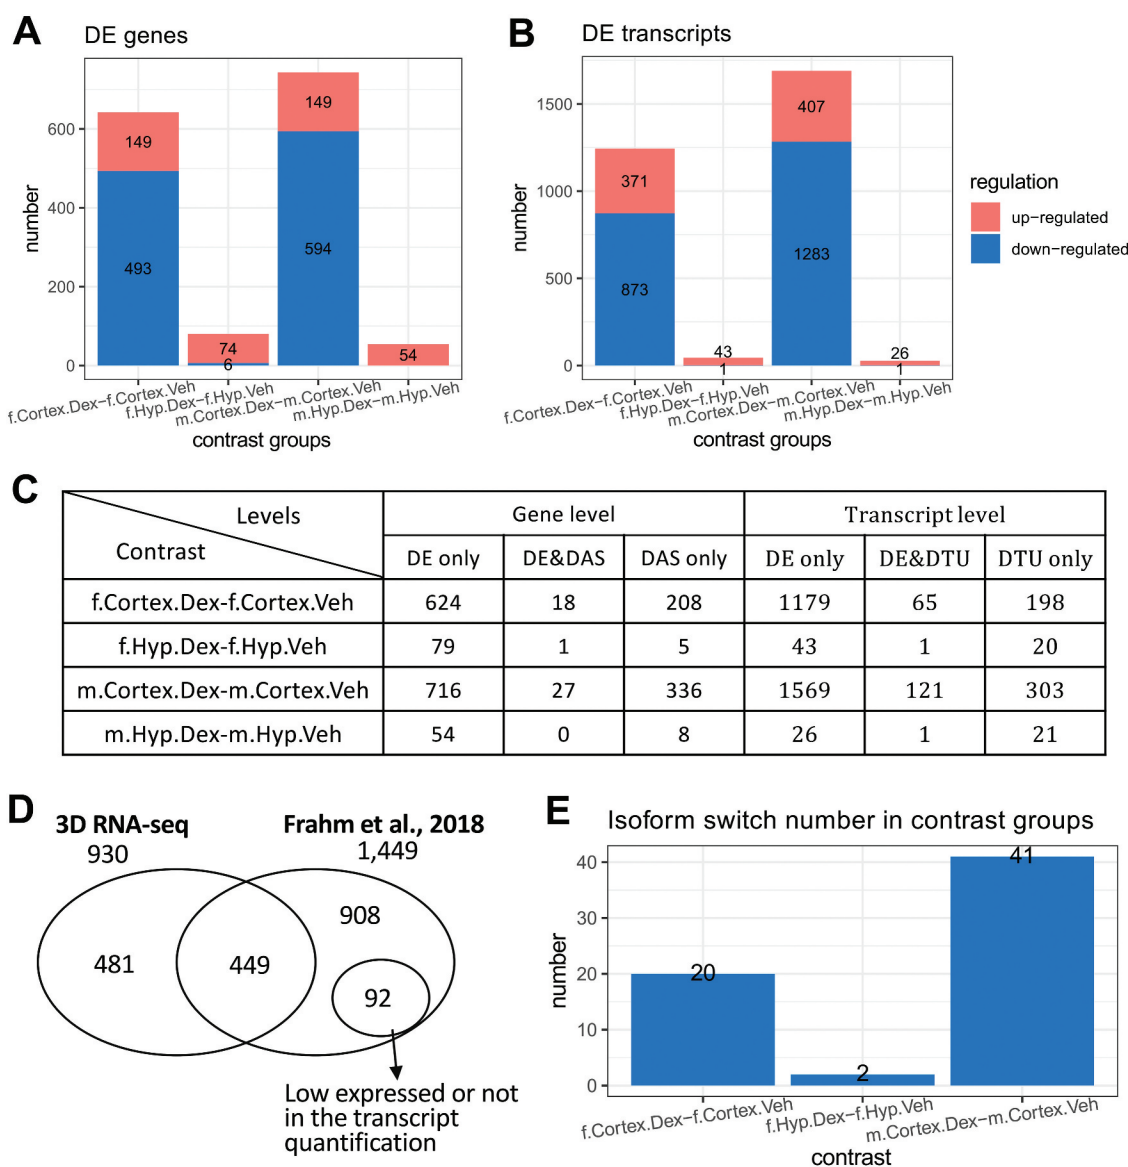 A
DE genes
number
600
400
200
0
149
493
74
6
149
594
54
f.Cortex.Dex−f.Cortex.Veh
f.Hyp.Dex−f.Hyp.Veh
m.Cortex.Dex−m.Cortex.Veh
m.Hyp.Dex−m.Hyp.Veh
contrast groups
B
DE transcripts
number
1500
1000
500
0
371
873
43
1
407
1283
26
1
f.Cortex.Dex−f.Cortex.Veh
f.Hyp.Dex−f.Hyp.Veh
m.Cortex.Dex−m.Cortex.Veh
m.Hyp.Dex−m.Hyp.Veh
contrast groups
regulation
up−regulated
down−regulated
C
Levels Gene level Transcript level
Contrast DE only DE&DAS DAS only DE only DE&DTU DTU only
f.Cortex.Dex-f.Cortex.Veh 624 18 208 1179 65 198
f.Hyp.Dex-f.Hyp.Veh 79 1 5 43 1 20
m.Cortex.Dex-m.Cortex.Veh 716 27 336 1569 121 303
m.Hyp.Dex-m.Hyp.Veh 54 0 8 26 1 21
D
3D RNA-seq
930
Frahm et al., 2018
1,449
481
449
908
92
Low expressed or not
in the transcript
quantification
E
Isoform switch number in contrast groups
number
40
30
20
10
0
20
2
41
f.Cortex.Dex−f.Cortex.Veh
f.Hyp.Dex−f.Hyp.Veh
m.Cortex.Dex−m.Cortex.Veh
contrast